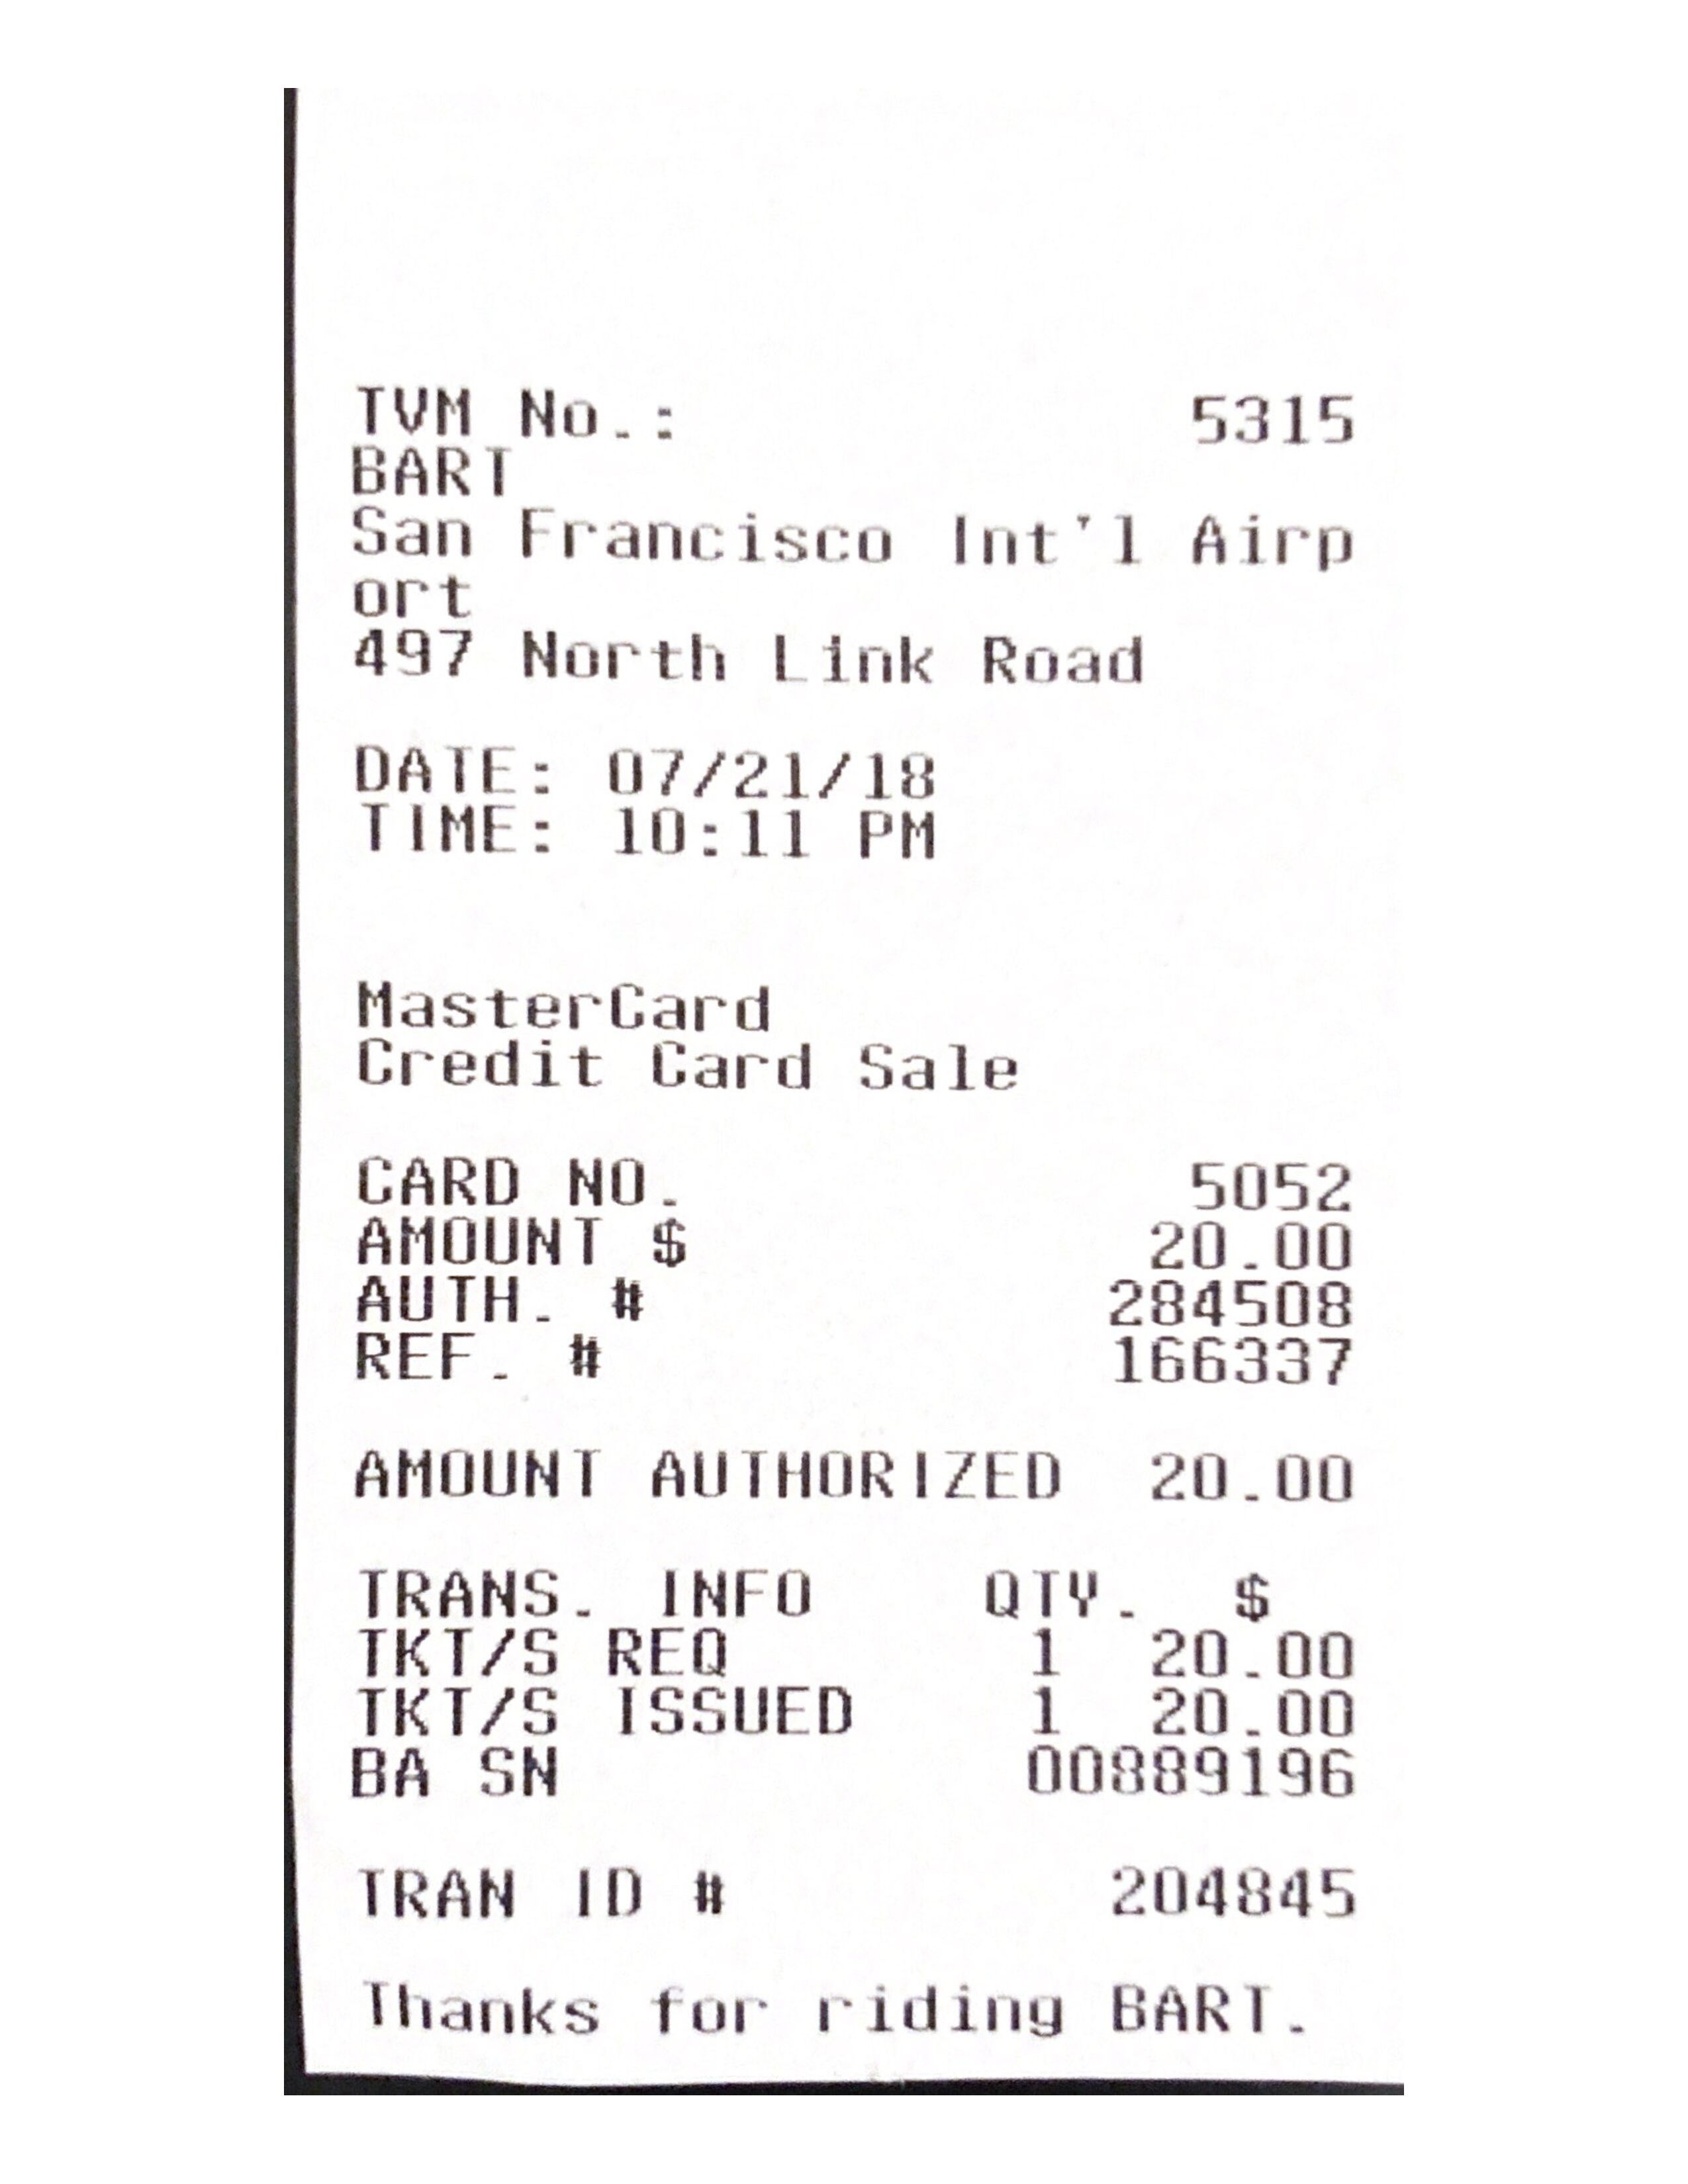 TVM No.: 5315
BART
San Francisco Int'l Airp
ort
497 North Link Road
DATE: 07/21/18
TIME: 10:11 PM
MasterCard
Credit Card Sale
CARD NO. 5052
AMOUNT $ 20.00
AUTH. # 284508
REF. # 166337
AMOUNT AUTHORIZED 20.00
TRANS. INFO QTY. $
TKT/S REQ 1 20.00
TKT/S ISSUED 1 20.00
BA SN 00889196
TRAN ID # 204845
Thanks for riding BART.